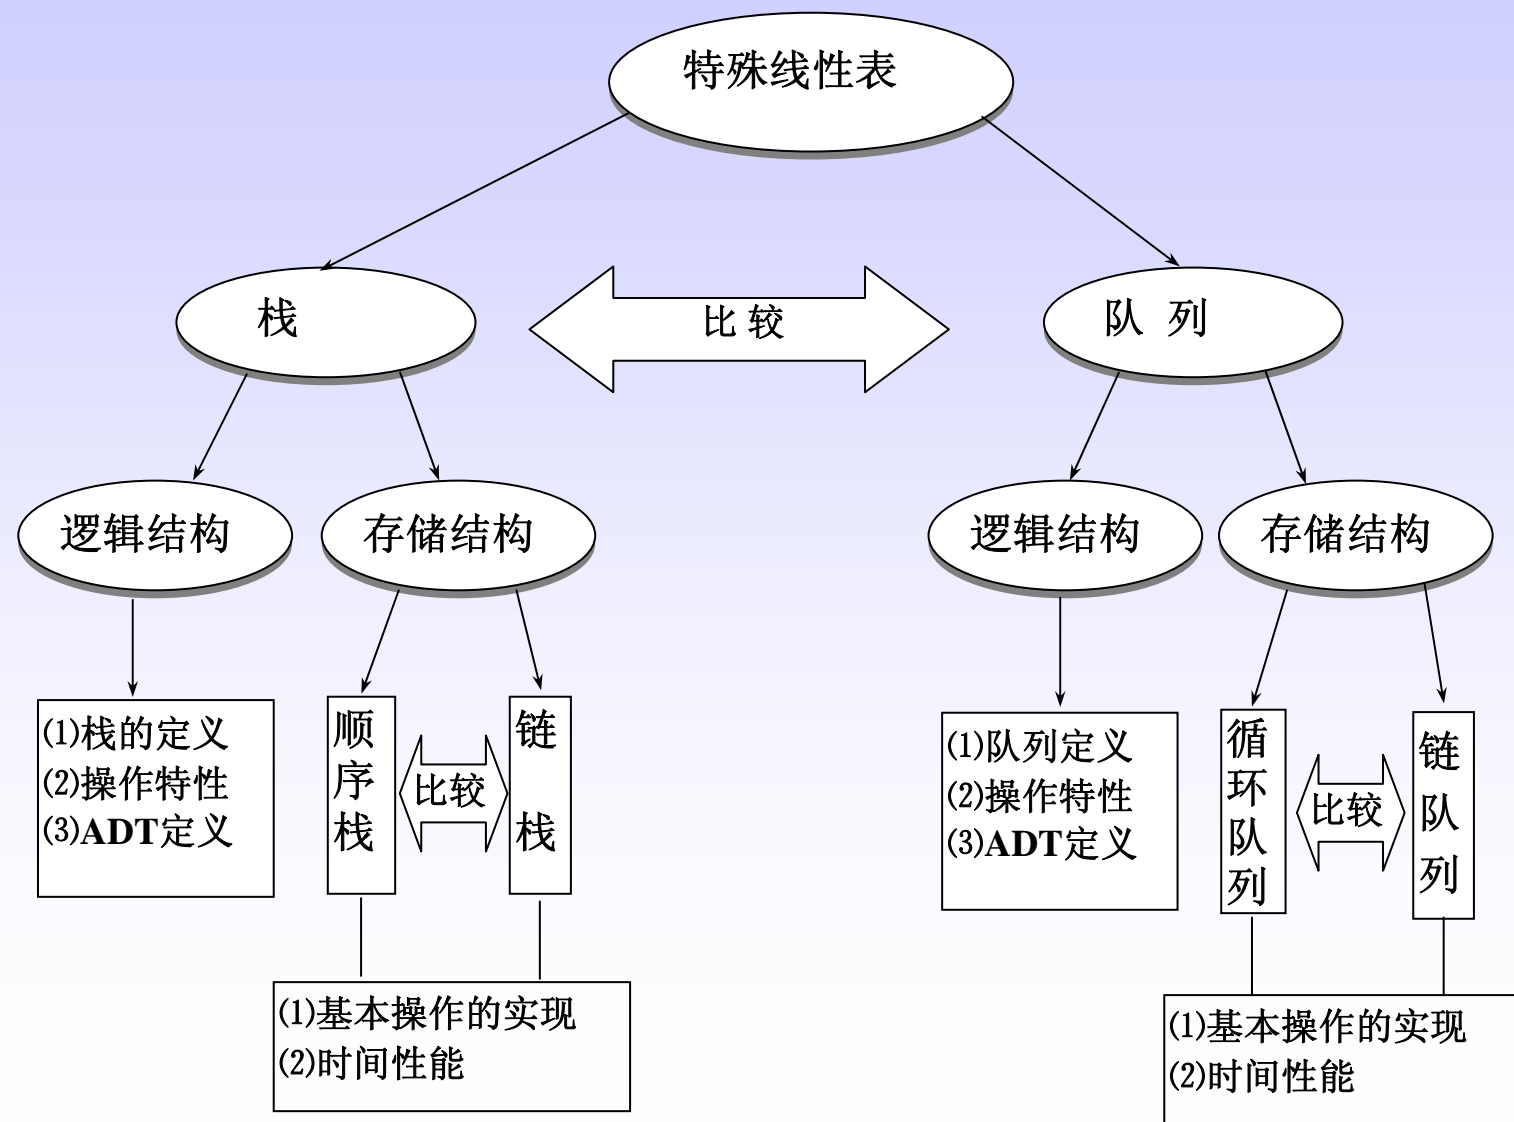 特殊线性表
栈
比 较
队 列
逻辑结构
存储结构
逻辑结构
存储结构
⑴栈的定义
⑵操作特性
⑶ADT定义
顺序栈
比较
链栈
⑴队列定义
⑵操作特性
⑶ADT定义
循环队列
比较
链队列
⑴基本操作的实现
⑵时间性能
⑴基本操作的实现
⑵时间性能